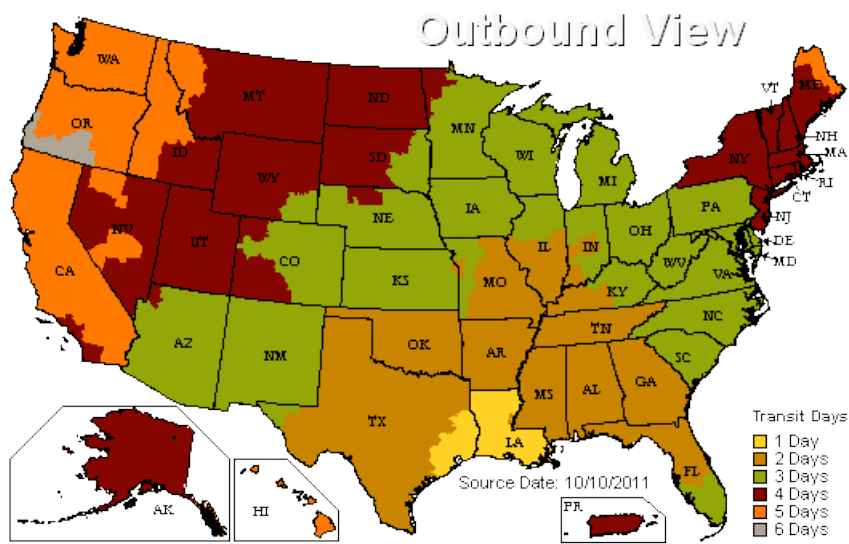 Outbound View
WA
MT
ND
ME
VT
OR
MN
NH
ID
SD
WI
NY
MA
WY
MI
RI
CT
IA
PA
NE
NJ
NV
UT
OH
IL
IN
DE
CO
WV
MD
CA
KS
MO
VA
KY
NC
TN
AZ
OK
AR
NM
SC
MS
AL
GA
TX
LA
FL
Transit Days
1 Day
2 Days
3 Days
4 Days
5 Days
6 Days
Source Date: 10/10/2011
AK
HI
PR